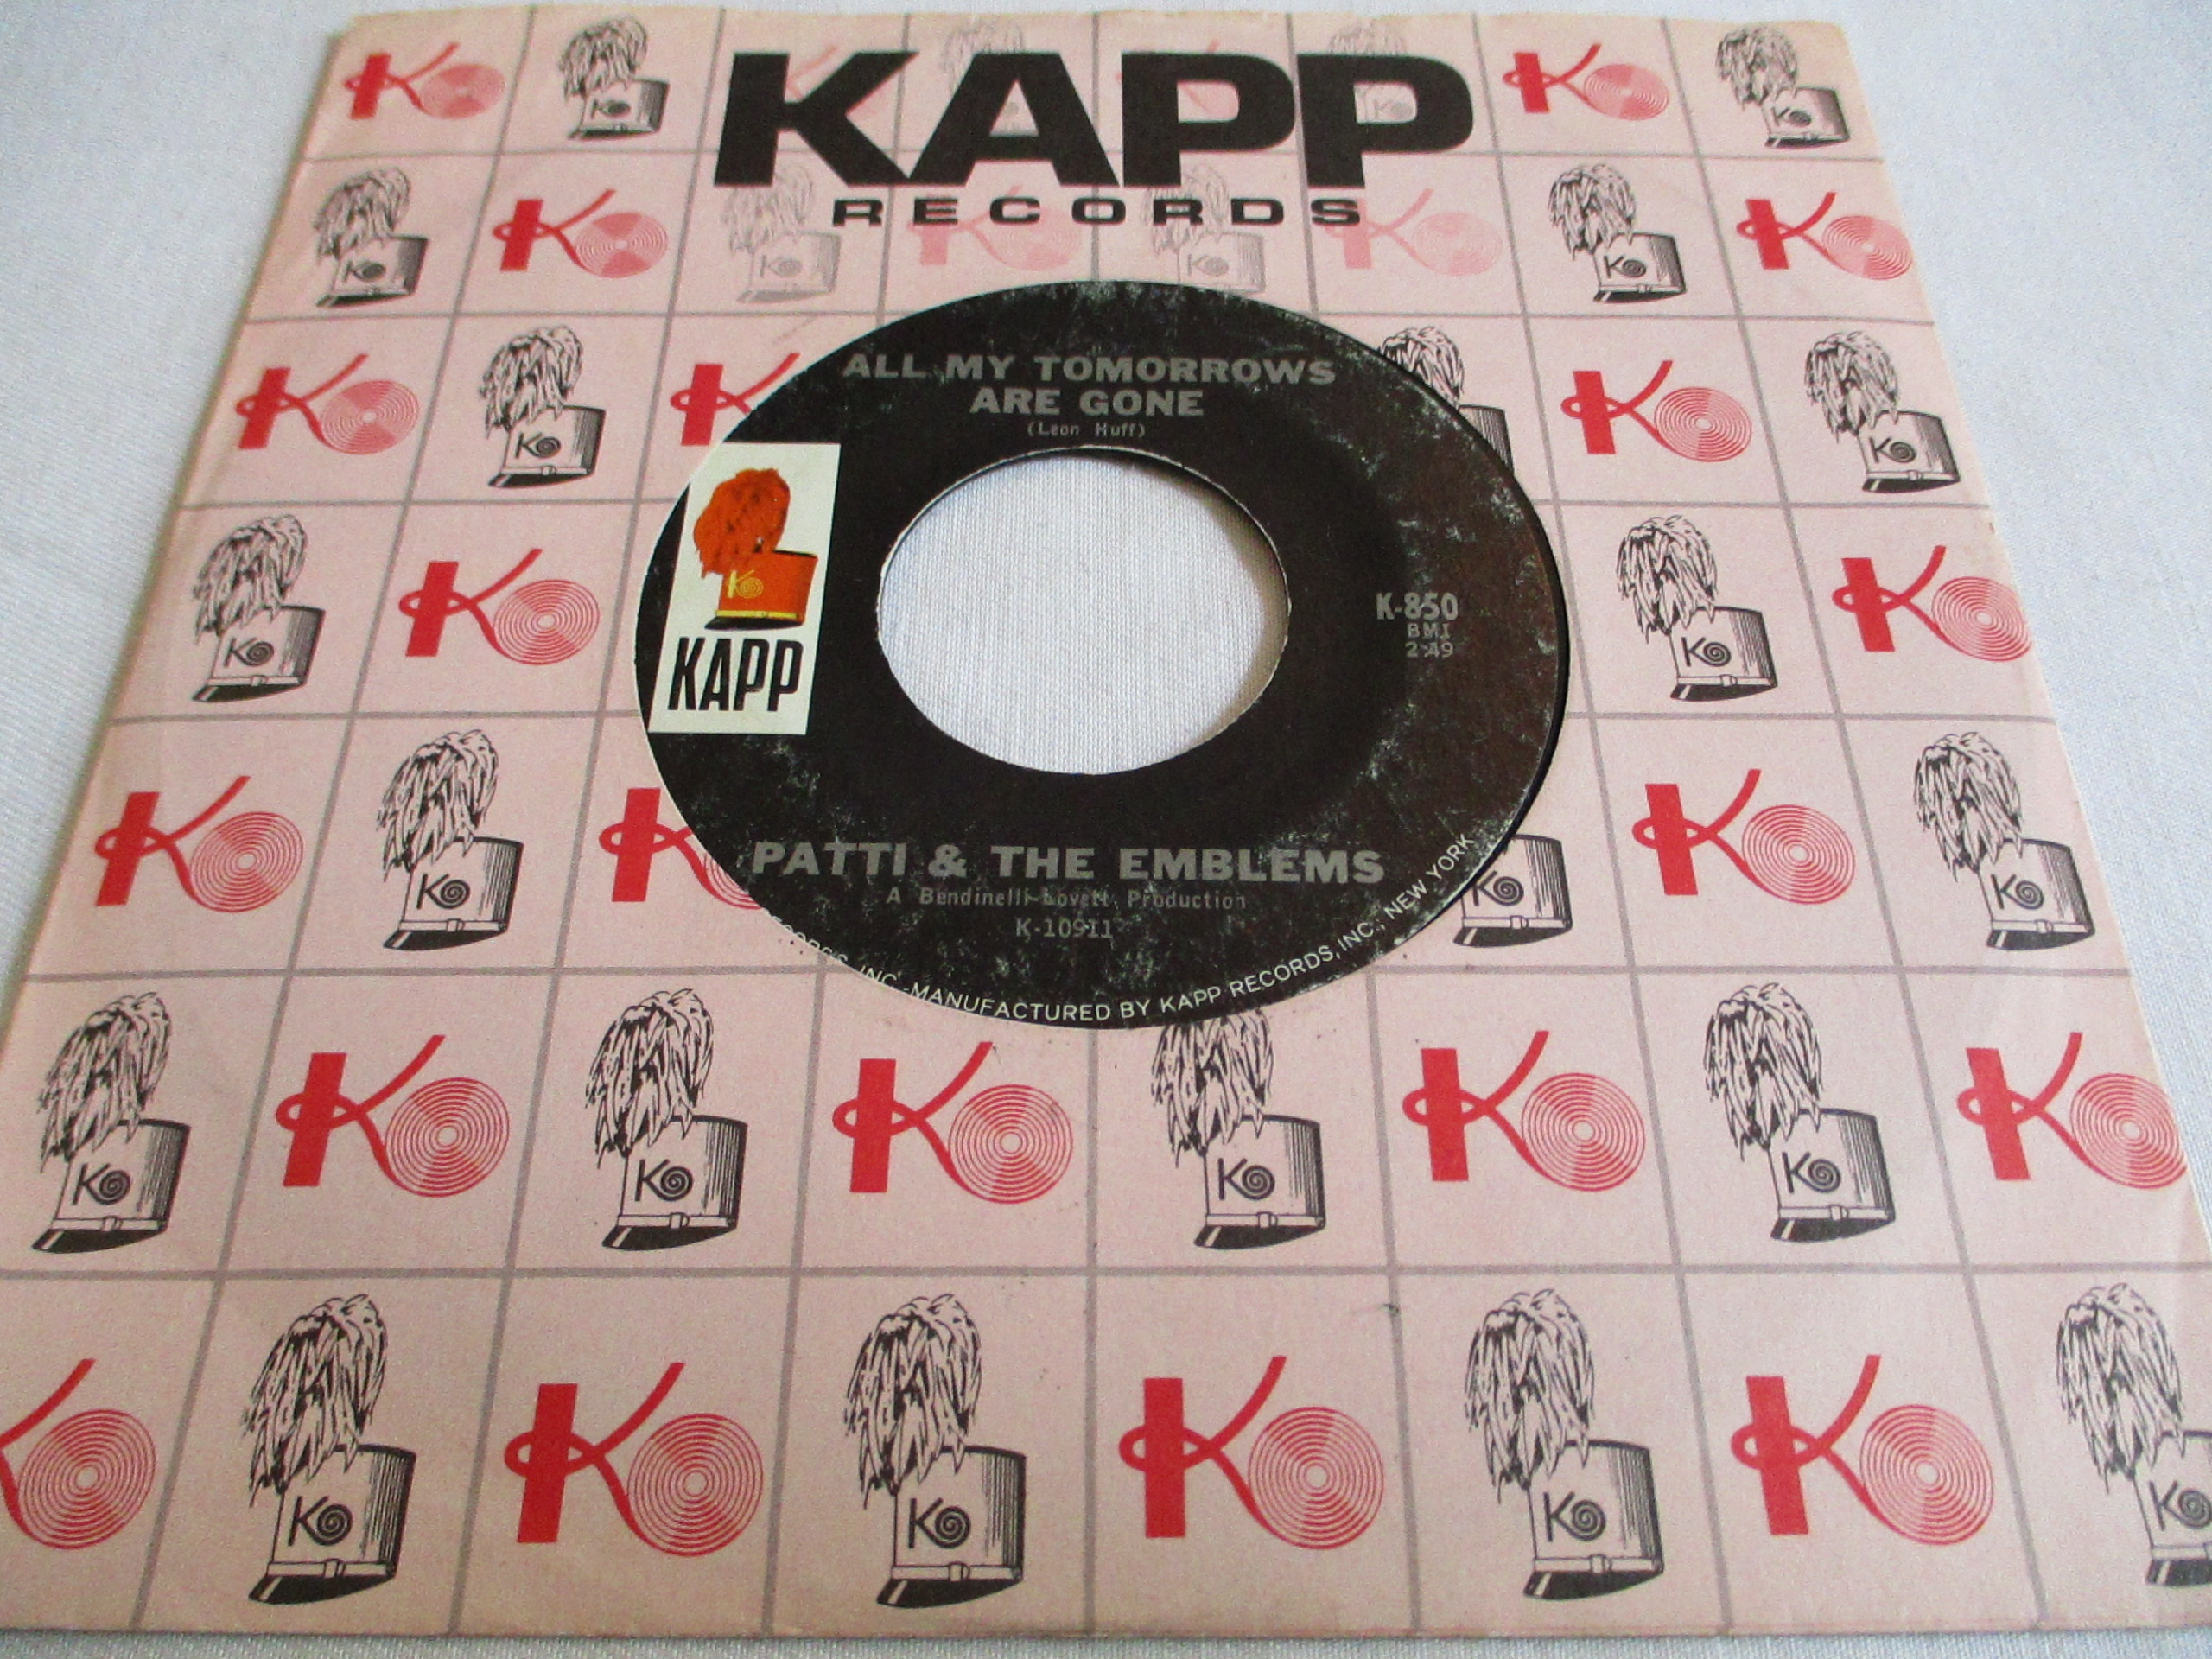 KAPP
RECORDS
ALL MY TOMORROWS
ARE GONE
(Leon Huff)
KAPP
K-850
BMI
2:49
PATTI & THE EMBLEMS
A Bendinelli-Lovett Production
K-10911
INC.-MANUFACTURED BY KAPP RECORDS, INC., NEW YORK